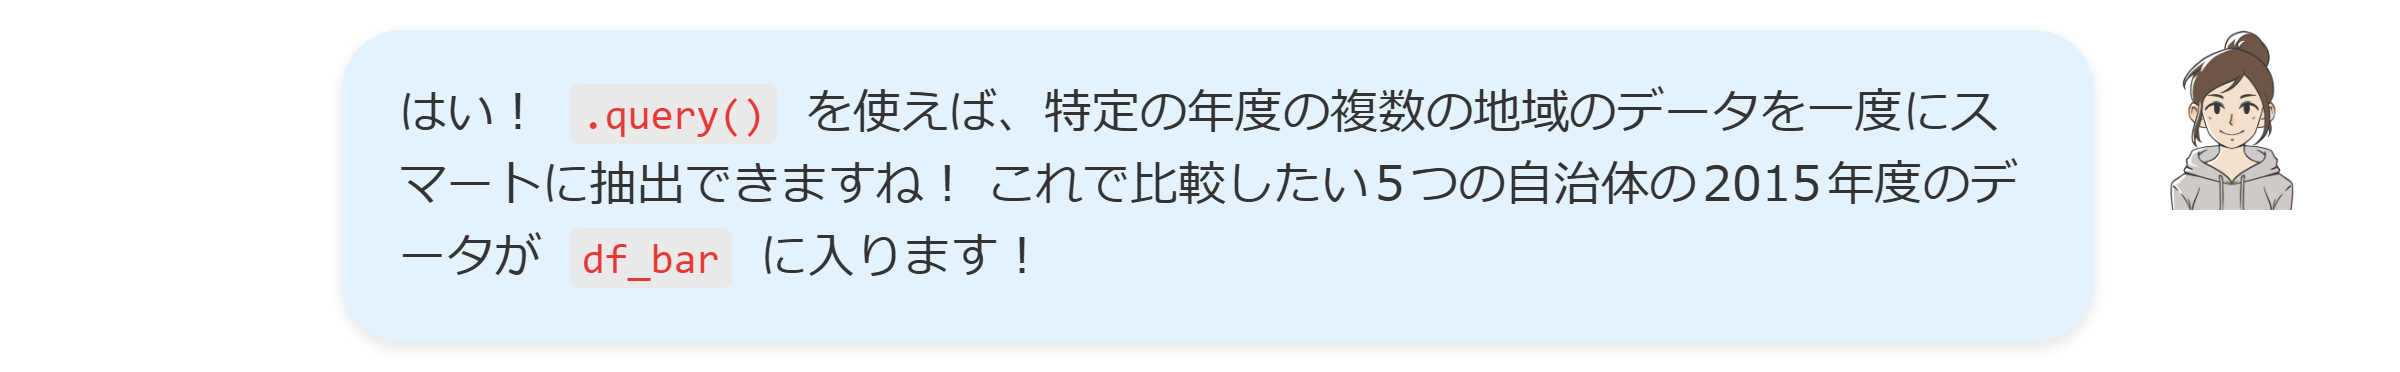 はい！ .query() を使えば、特定の年度の複数の地域のデータを一度にス
マートに抽出できますね！ これで比較したい5つの自治体の2015年度のデ
ータが df_bar に入ります！